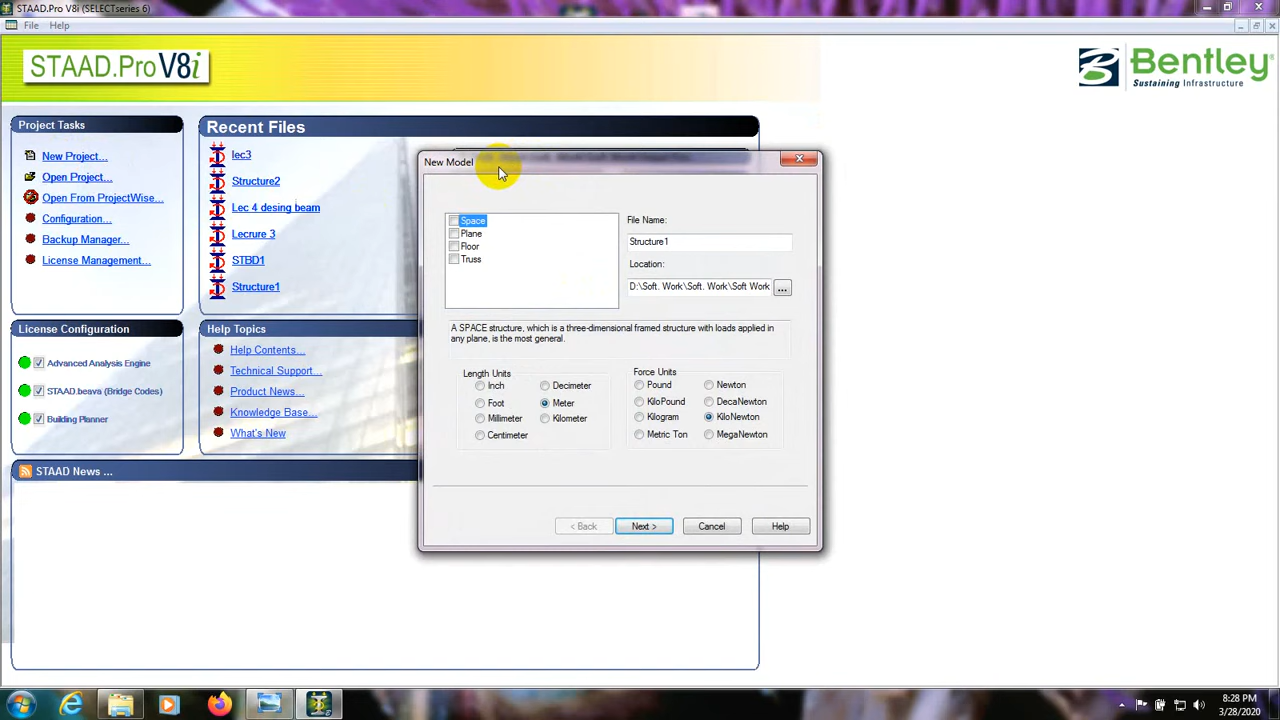 STAAD.Pro V8i (SELECTseries 6)
File Help
STAAD.Pro V8i
Bentley
Sustaining Infrastructure
Project Tasks
New Project...
Open Project...
Open From ProjectWise...
Configuration...
Backup Manager...
License Management...
Recent Files
lec3
Structure2
Lec 4 desing beam
Lecrure 3
STBD1
Structure1
License Configuration
Advanced Analysis Engine
STAAD.beava (Bridge Codes)
Building Planner
Help Topics
Help Contents...
Technical Support...
Product News...
Knowledge Base...
What's New
STAAD News ...
New Model
Space
Plane
Floor
Truss
File Name:
Structure1
Location:
D:\Soft. Work\Soft. Work\Soft Work
...
A SPACE structure, which is a three-dimensional framed structure with loads applied in
any plane, is the most general.
Length Units
Inch Decimeter
Foot Meter
Millimeter Kilometer
Centimeter
Force Units
Pound Newton
KiloPound DecaNewton
Kilogram KiloNewton
Metric Ton MegaNewton
< Back Next > Cancel Help
8:28 PM
3/28/2020